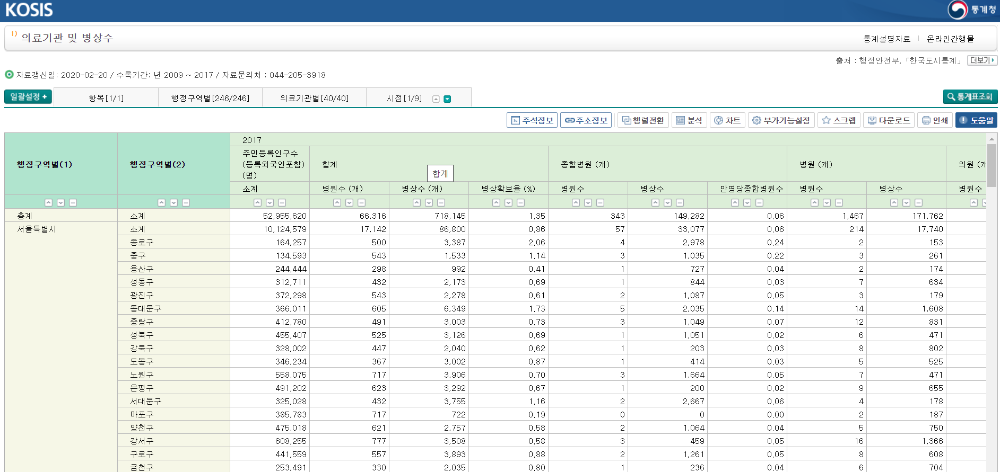 KOSIS
통계청
1) 의료기관 및 병상수
통계설명자료 온라인간행물
출처 : 행정안전부, 「한국도시통계」 더보기
자료갱신일: 2020-02-20 / 수록기간: 년 2009 ~ 2017 / 자료문의처 : 044-205-3918
일괄설정 + 항목[1/1] 행정구역별[246/246] 의료기관별[40/40] 시점[1/9] 통계표조회
주석정보 주소정보 행렬전환 분석 차트 부가기능설정 스크랩 다운로드 인쇄 도움말
행정구역별(1) 행정구역별(2) 2017
주민등록인구수 (등록외국인포함) (명) 합계 종합병원 (개) 병원 (개) 의원 (개
합계
소계 병원수 (개) 병상수 (개) 병상확보율 (%) 병원수 병상수 만명당종합병원수 병원수 병상수 병원수
총계 소계 52,955,620 66,316 718,145 1.35 343 149,282 0.06 1,467 171,762
서울특별시 소계 10,124,579 17,142 86,800 0.86 57 33,077 0.06 214 17,740
종로구 164,257 500 3,387 2.06 4 2,978 0.24 2 153
중구 134,593 543 1,533 1.14 3 1,035 0.22 3 261
용산구 244,444 298 992 0.41 1 727 0.04 2 174
성동구 312,711 432 2,173 0.69 1 844 0.03 7 634
광진구 372,298 543 2,278 0.61 2 1,087 0.05 3 179
동대문구 366,011 605 6,349 1.73 5 2,035 0.14 14 1,608
중랑구 412,780 491 3,003 0.73 3 1,049 0.07 12 831
성북구 455,407 525 3,126 0.69 1 1,051 0.02 6 471
강북구 328,002 447 2,040 0.62 1 203 0.03 8 802
도봉구 346,234 367 3,002 0.87 1 414 0.03 5 525
노원구 558,075 717 3,906 0.70 3 1,664 0.05 7 471
은평구 491,202 623 3,292 0.67 1 200 0.02 9 655
서대문구 325,028 432 3,755 1.16 2 2,667 0.06 4 178
마포구 385,783 717 722 0.19 0 0 0.00 2 187
양천구 475,018 621 2,757 0.58 2 1,064 0.04 5 750
강서구 608,255 777 3,508 0.58 3 459 0.05 16 1,366
구로구 441,559 557 3,893 0.88 2 1,261 0.05 8 608
금천구 253,491 330 2,035 0.80 1 236 0.04 6 704